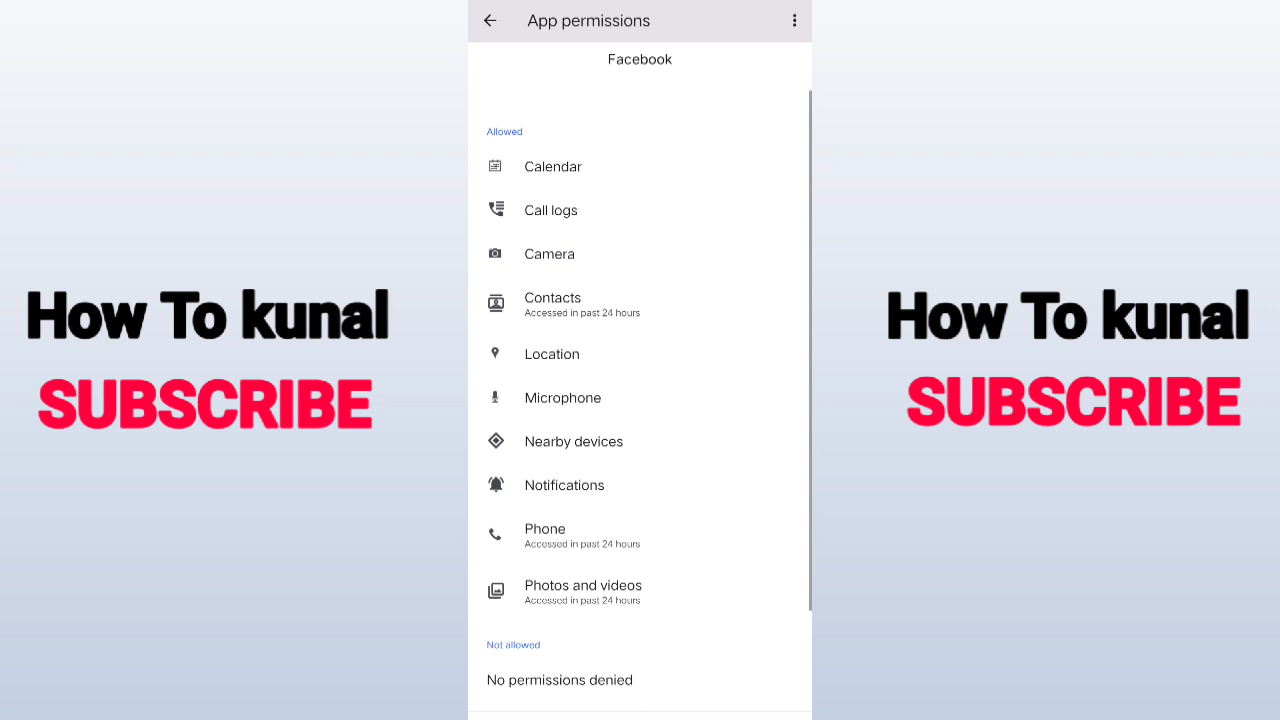 App permissions
Facebook
Allowed
Calendar
Call logs
Camera
Contacts
Accessed in past 24 hours
Location
Microphone
Nearby devices
Notifications
Phone
Accessed in past 24 hours
Photos and videos
Accessed in past 24 hours
Not allowed
No permissions denied
How To kunal
SUBSCRIBE
How To kunal
SUBSCRIBE